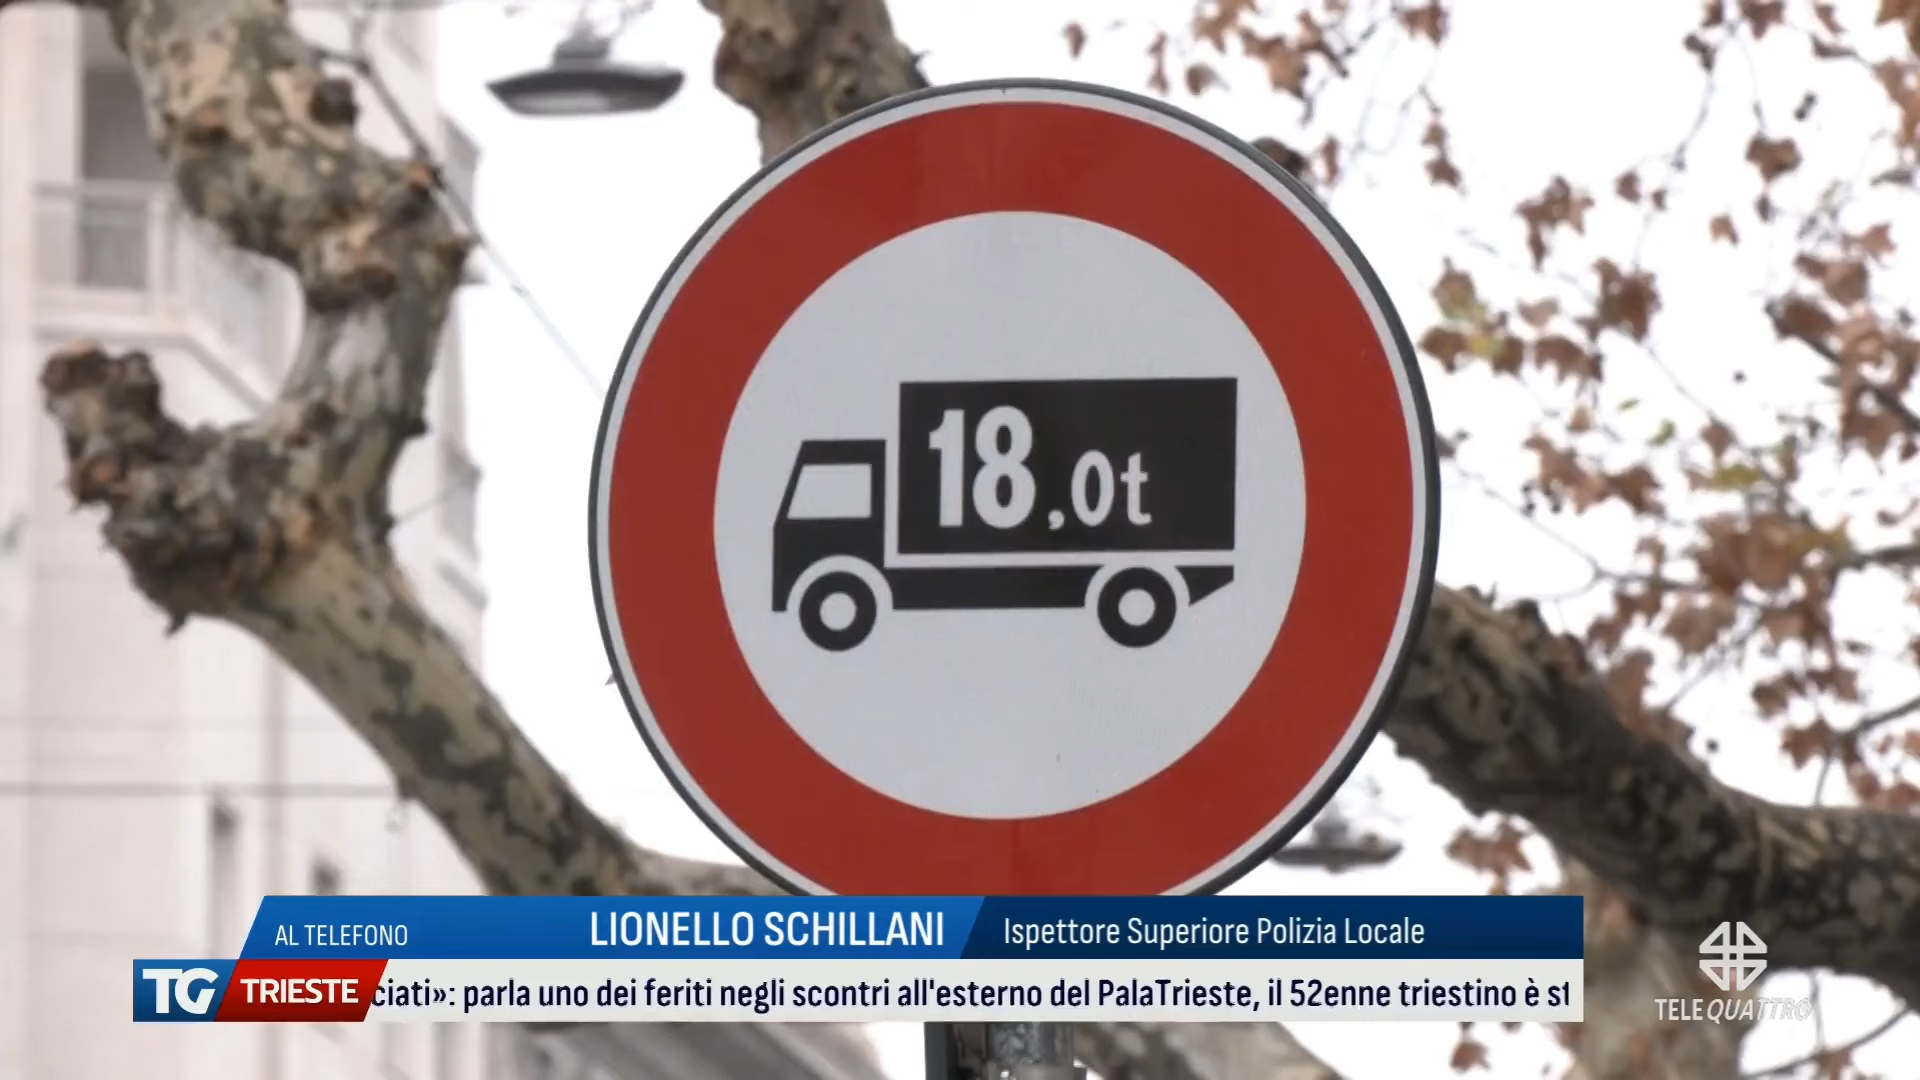 18,0t
AL TELEFONO
LIONELLO SCHILLANI
Ispettore Superiore Polizia Locale
TG TRIESTE
ciati»: parla uno dei feriti negli scontri all'esterno del PalaTrieste, il 52enne triestino è
TELEQUATTRO